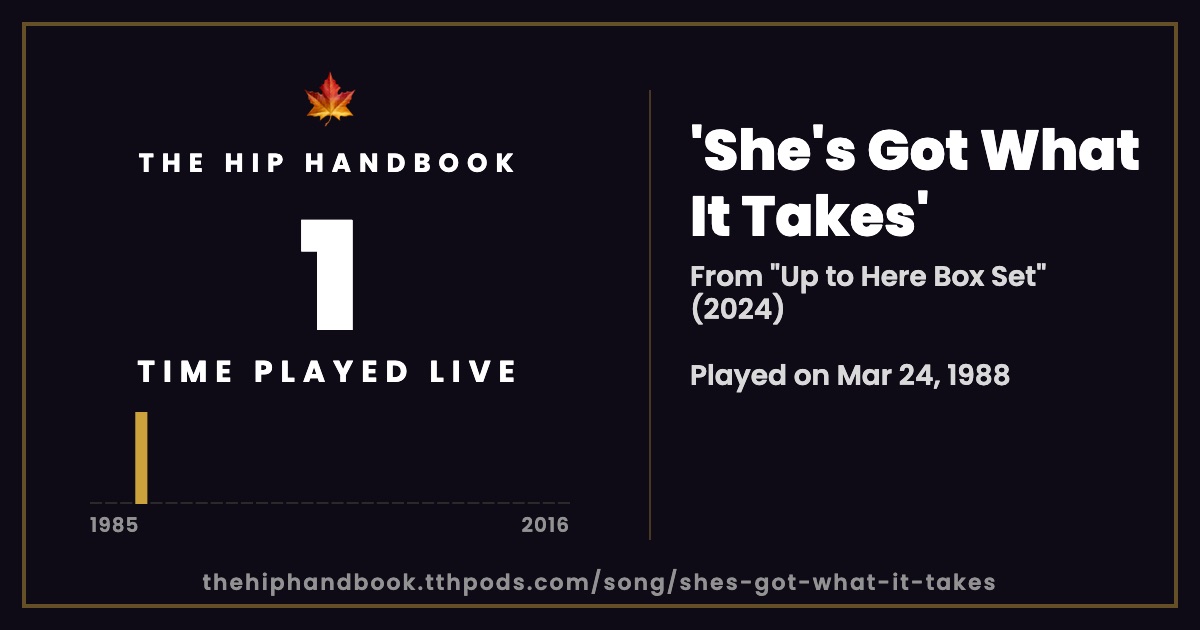 THE HIP HANDBOOK
1
TIME PLAYED LIVE
1985
2016
'She's Got What
It Takes'
From "Up to Here Box Set"
(2024)
Played on Mar 24, 1988
thehiphandbook.tthpods.com/song/shes-got-what-it-takes